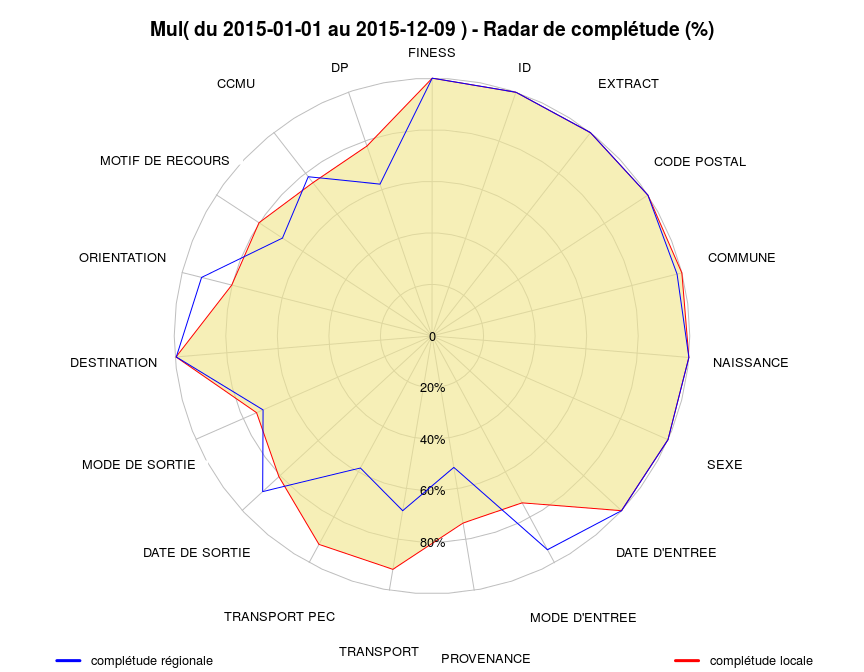 Mul( du 2015-01-01 au 2015-12-09 ) - Radar de complétude (%)
FINESS
ID
EXTRACT
CODE POSTAL
COMMUNE
NAISSANCE
SEXE
DATE D'ENTREE
MODE D'ENTREE
PROVENANCE
TRANSPORT
TRANSPORT PEC
DATE DE SORTIE
MODE DE SORTIE
DESTINATION
ORIENTATION
MOTIF DE RECOURS
CCMU
DP
0
20%
40%
60%
80%
complétude régionale
complétude locale